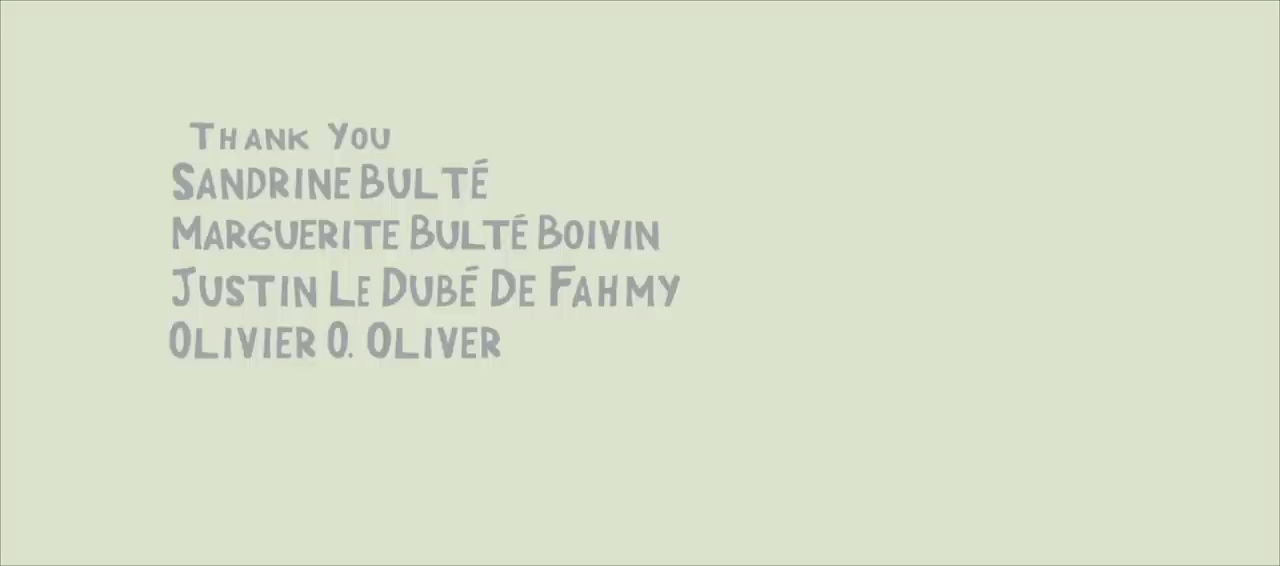 Thank You
Sandrine Bulté
Marguerite Bulté Boivin
Justin Le Dubé De Fahmy
Olivier O. Oliver